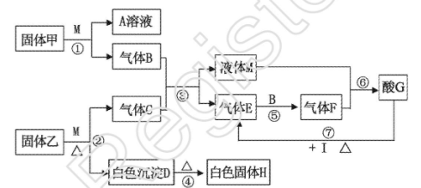 A溶液
固体甲 M ①
气体B
液体M ⑥
③ 酸G
气体C 气体E B ⑤ 气体F
固体乙 M △ ② ⑦
+ I △
白色沉淀D △ ④ 白色固体H
Register